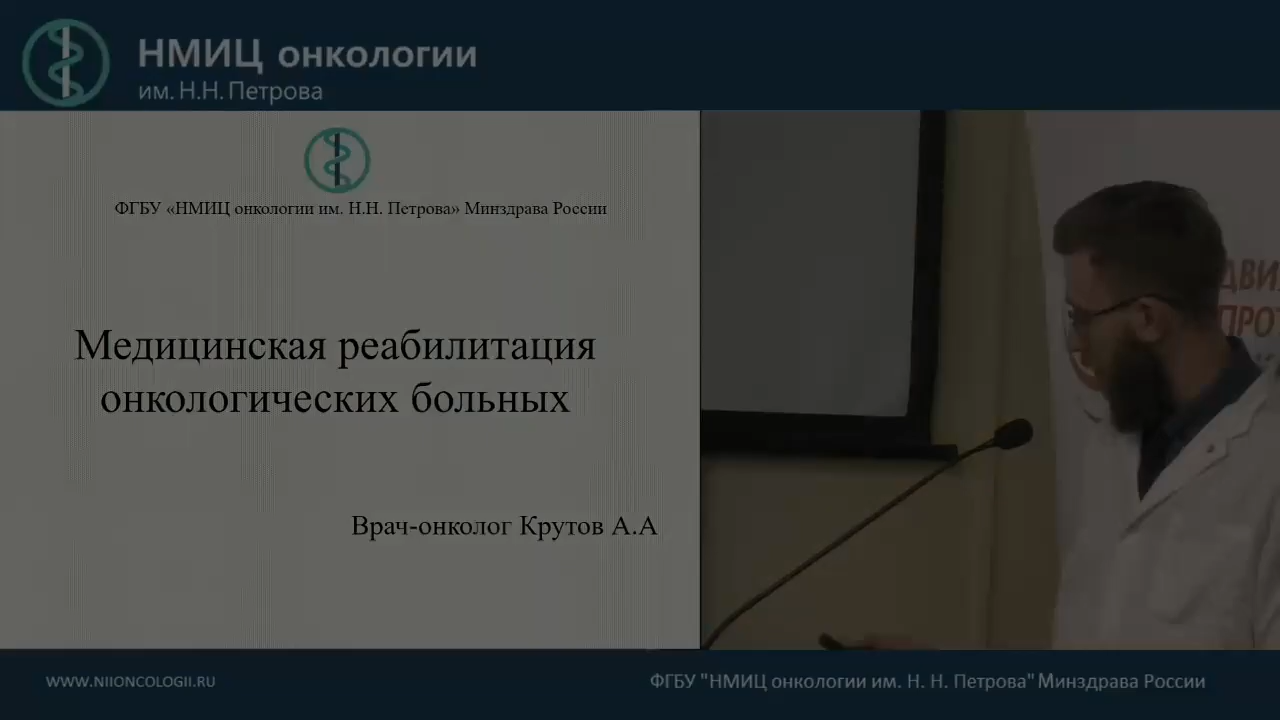 НМИЦ онкологии
им. Н.Н. Петрова
ФГБУ «НМИЦ онкологии им. Н.Н. Петрова» Минздрава России
Медицинская реабилитация
онкологических больных
Врач-онколог Крутов А.А
WWW.NIIONCOLOGII.RU
ФГБУ "НМИЦ онкологии им. Н. Н. Петрова" Минздрава России